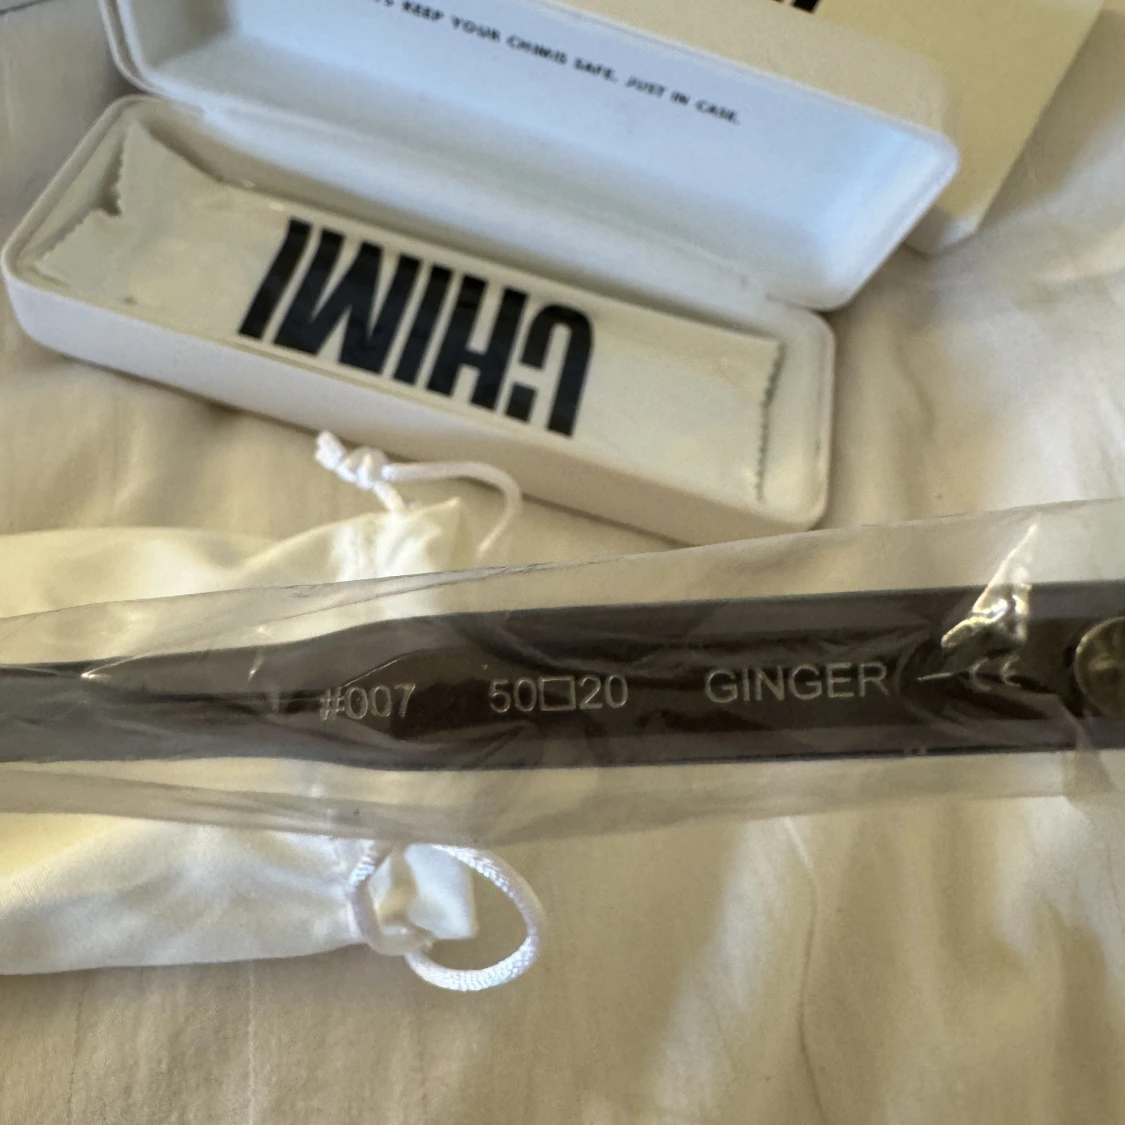 KEEP YOUR CHIMIS SAFE. JUST IN CASE.
CHIMI
#007 50□20 GINGER CE